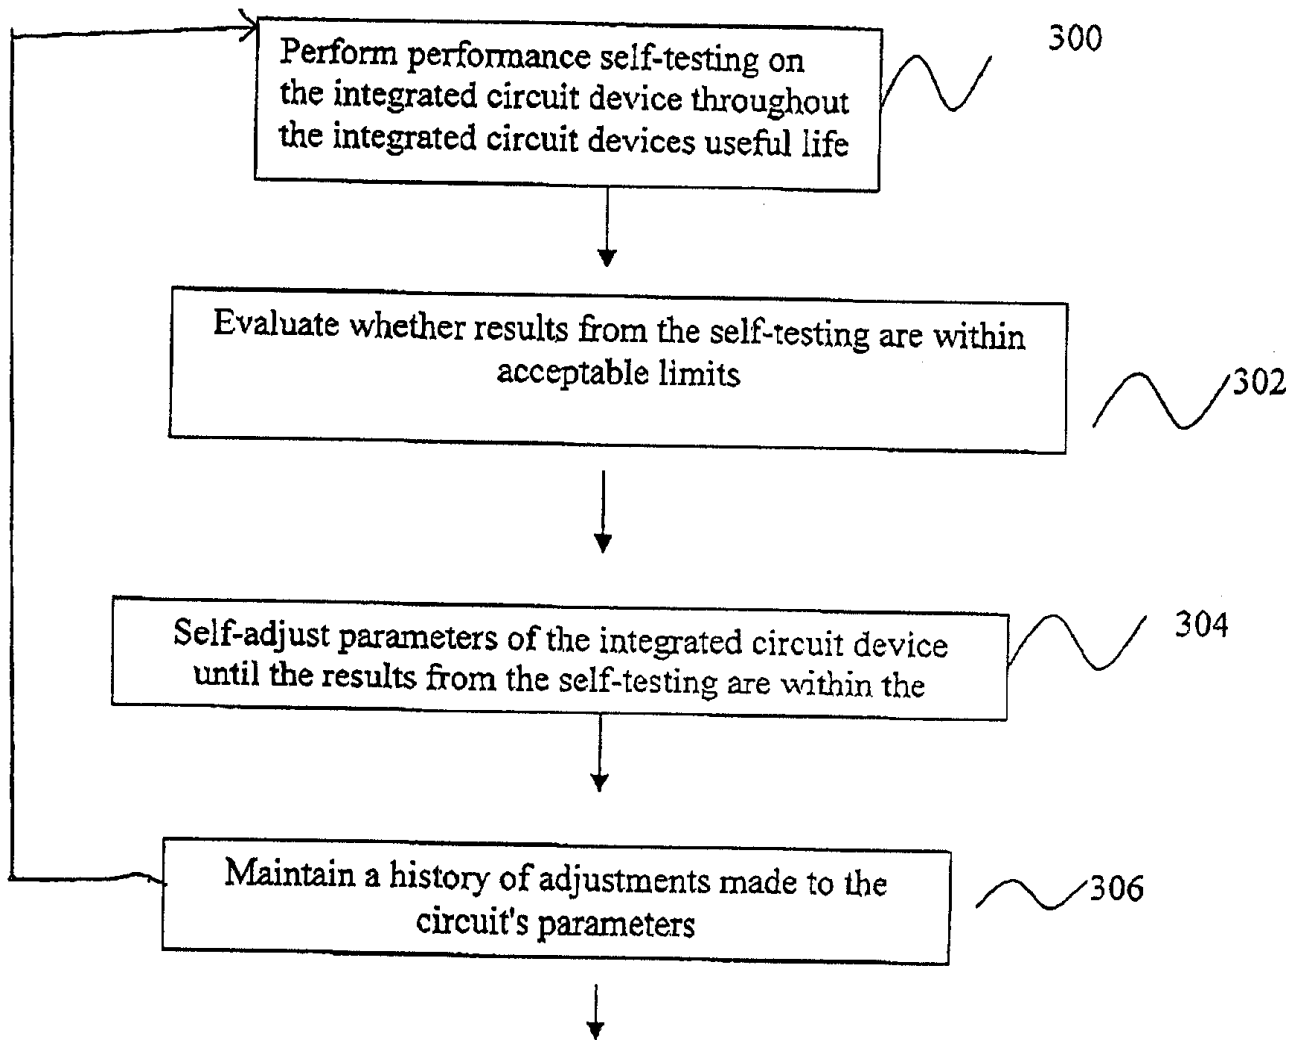 Perform performance self-testing on
the integrated circuit device throughout
the integrated circuit devices useful life
300
Evaluate whether results from the self-testing are within
acceptable limits
302
Self-adjust parameters of the integrated circuit device
until the results from the self-testing are within the
304
Maintain a history of adjustments made to the
circuit's parameters
306